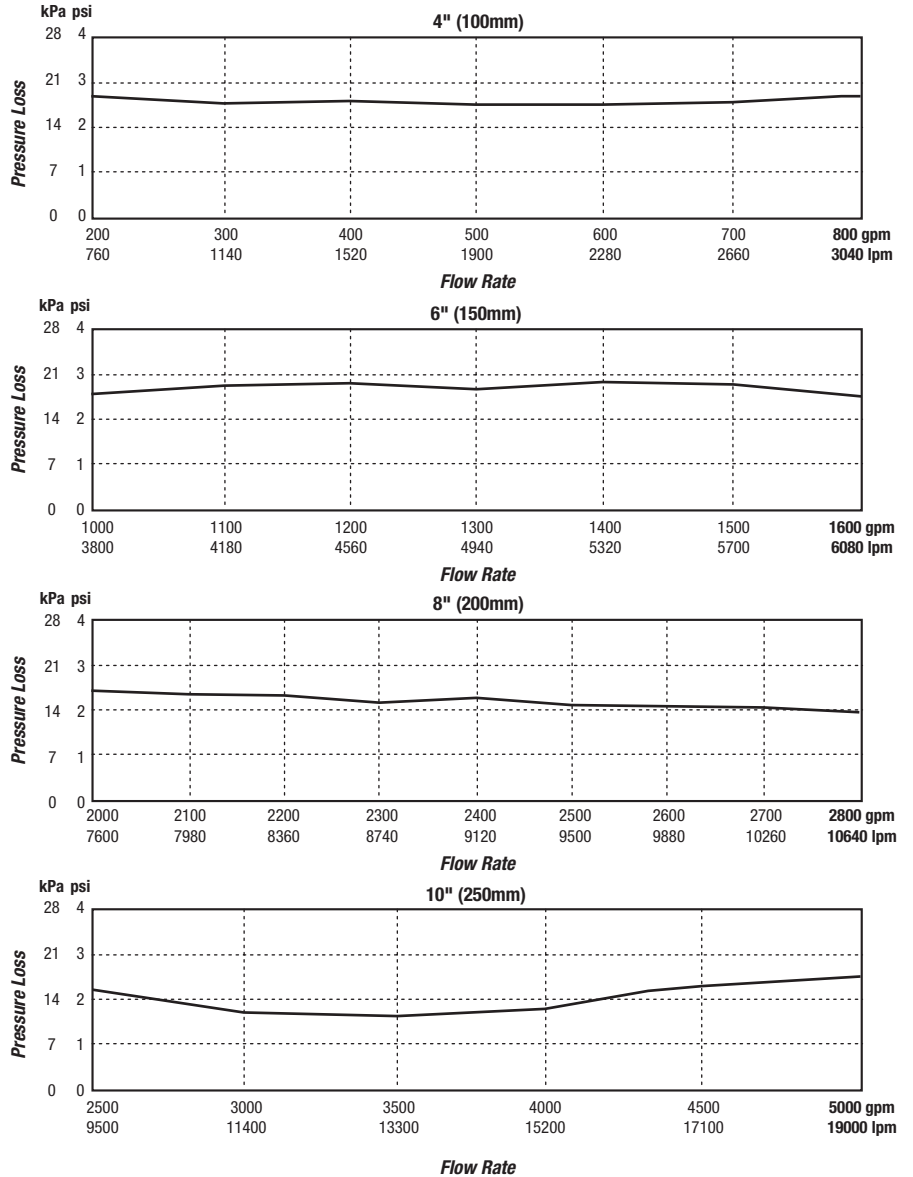 kPa psi
4" (100mm)
28 4
21 3
14 2
7 1
0 0
Pressure Loss
200 300 400 500 600 700 800 gpm
760 1140 1520 1900 2280 2660 3040 lpm
Flow Rate
kPa psi
6" (150mm)
28 4
21 3
14 2
7 1
0 0
Pressure Loss
1000 1100 1200 1300 1400 1500 1600 gpm
3800 4180 4560 4940 5320 5700 6080 lpm
Flow Rate
kPa psi
8" (200mm)
28 4
21 3
14 2
7 1
0 0
Pressure Loss
2000 2100 2200 2300 2400 2500 2600 2700 2800 gpm
7600 7980 8360 8740 9120 9500 9880 10260 10640 lpm
Flow Rate
kPa psi
10" (250mm)
28 4
21 3
14 2
7 1
0 0
Pressure Loss
2500 3000 3500 4000 4500 5000 gpm
9500 11400 13300 15200 17100 19000 lpm
Flow Rate